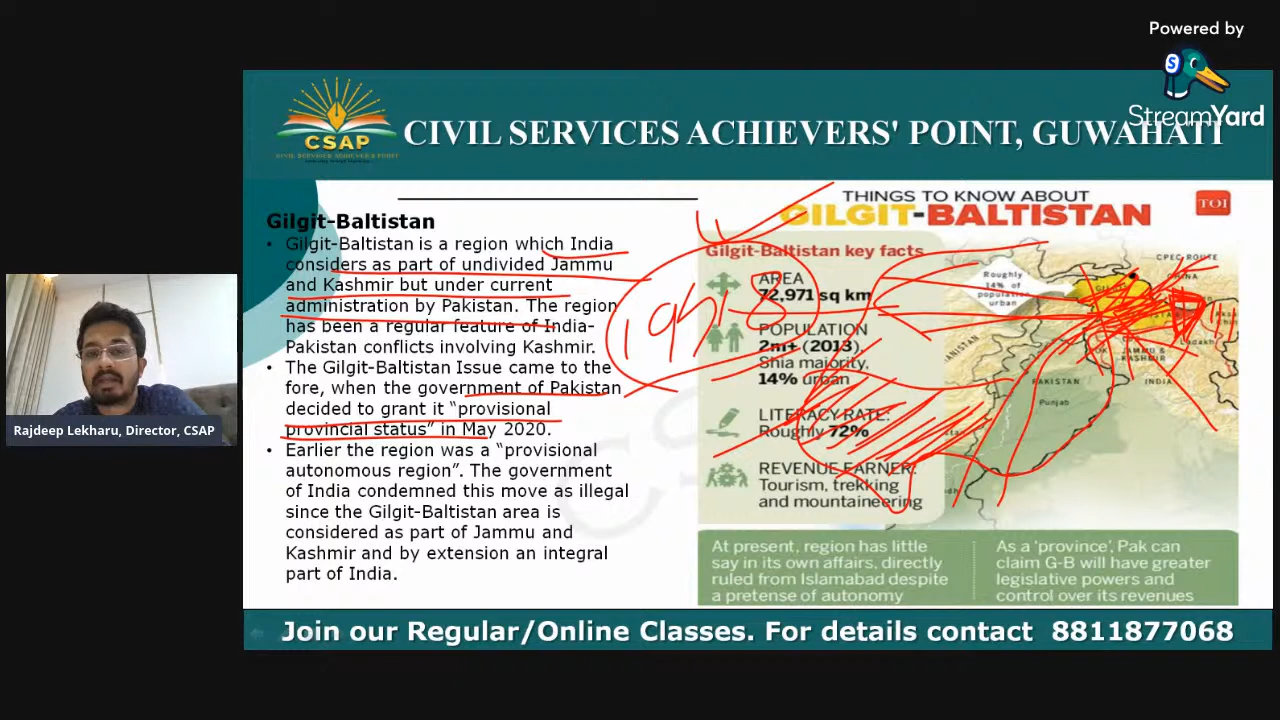 Powered by
StreamYard
CSAP
CIVIL SERVICES ACHIEVERS' POINT, GUWAHATI
Gilgit-Baltistan
• Gilgit-Baltistan is a region which India
considers as part of undivided Jammu
and Kashmir but under current
administration by Pakistan. The region
has been a regular feature of India-
Pakistan conflicts involving Kashmir.
• The Gilgit-Baltistan Issue came to the
fore, when the government of Pakistan
decided to grant it "provisional
provincial status" in May 2020.
• Earlier the region was a "provisional
autonomous region". The government
of India condemned this move as illegal
since the Gilgit-Baltistan area is
considered as part of Jammu and
Kashmir and by extension an integral
part of India.
THINGS TO KNOW ABOUT
GILGIT-BALTISTAN
TOI
Gilgit-Baltistan key facts
AREA
72,971 sq km
POPULATION
2m+ (2013),
Shia majority,
14% urban
LITERACY RATE:
Roughly 72%
REVENUE EARNER:
Tourism, trekking
and mountaineering
Roughly
14% of
population
urban
CPEC ROUTE
CHINA
Ladakh
JAMMU &
KASHMIR
PAKISTAN
INDIA
Punjab
At present, region has little
say in its own affairs, directly
ruled from Islamabad despite
a pretense of autonomy
As a 'province', Pak can
claim G-B will have greater
legislative powers and
control over its revenues
Rajdeep Lekharu, Director, CSAP
Join our Regular/Online Classes. For details contact 8811877068